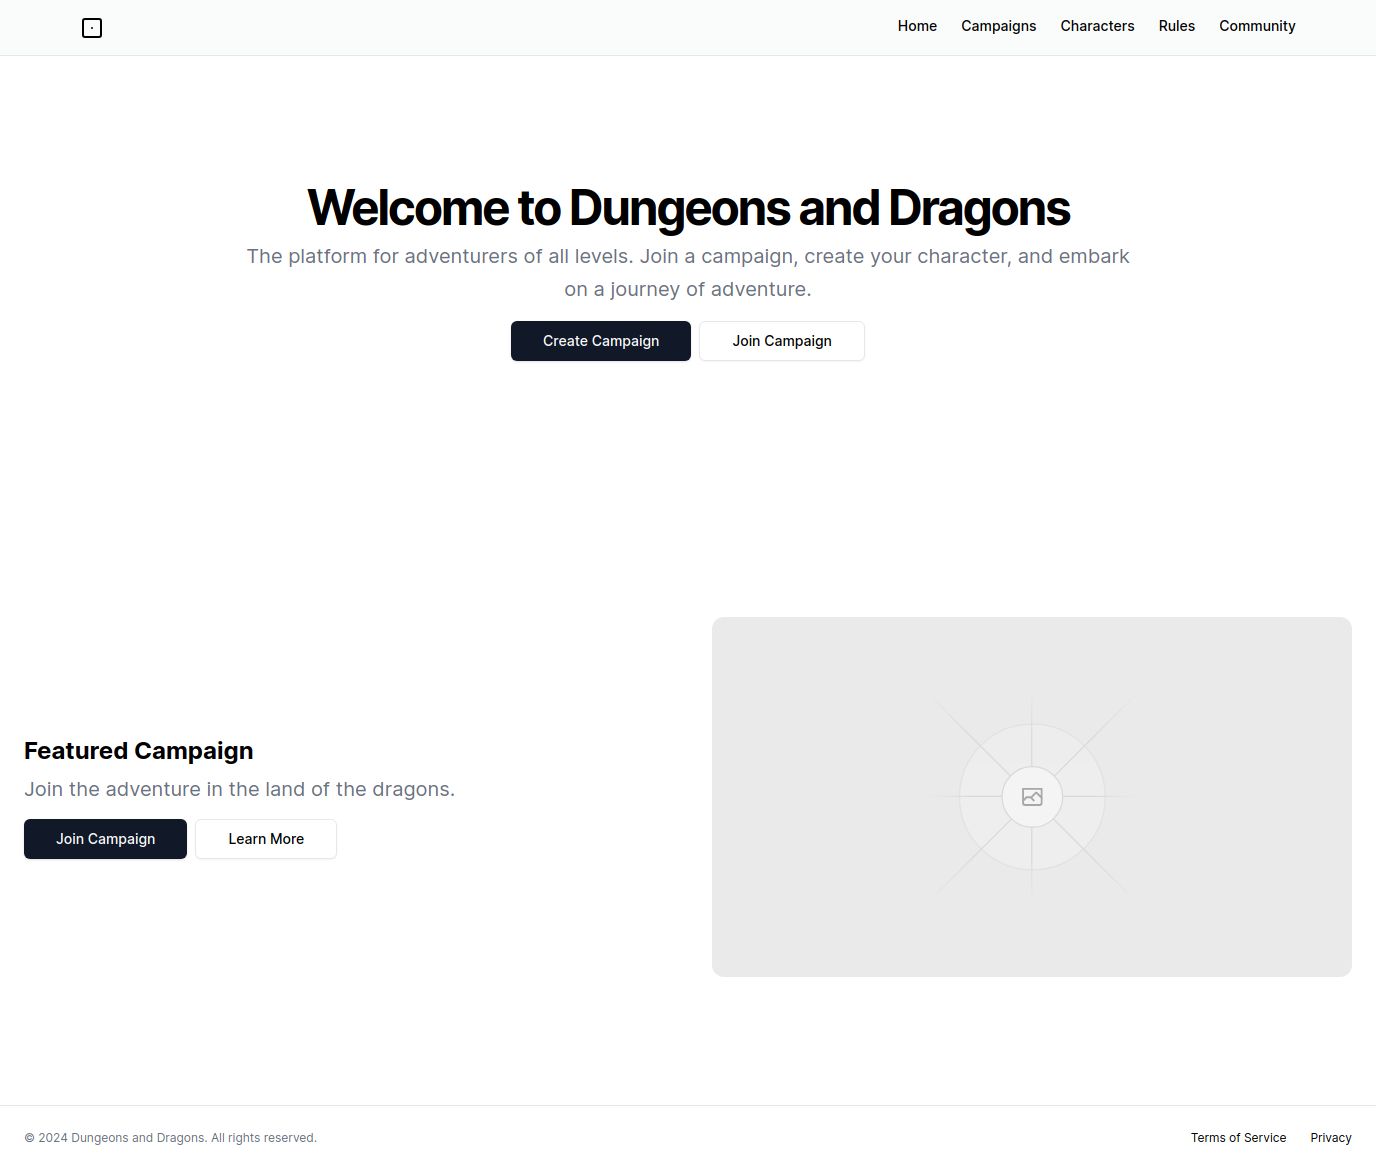 Home Campaigns Characters Rules Community
Welcome to Dungeons and Dragons
The platform for adventurers of all levels. Join a campaign, create your character, and embark
on a journey of adventure.
Create Campaign Join Campaign
Featured Campaign
Join the adventure in the land of the dragons.
Join Campaign Learn More
© 2024 Dungeons and Dragons. All rights reserved. Terms of Service Privacy